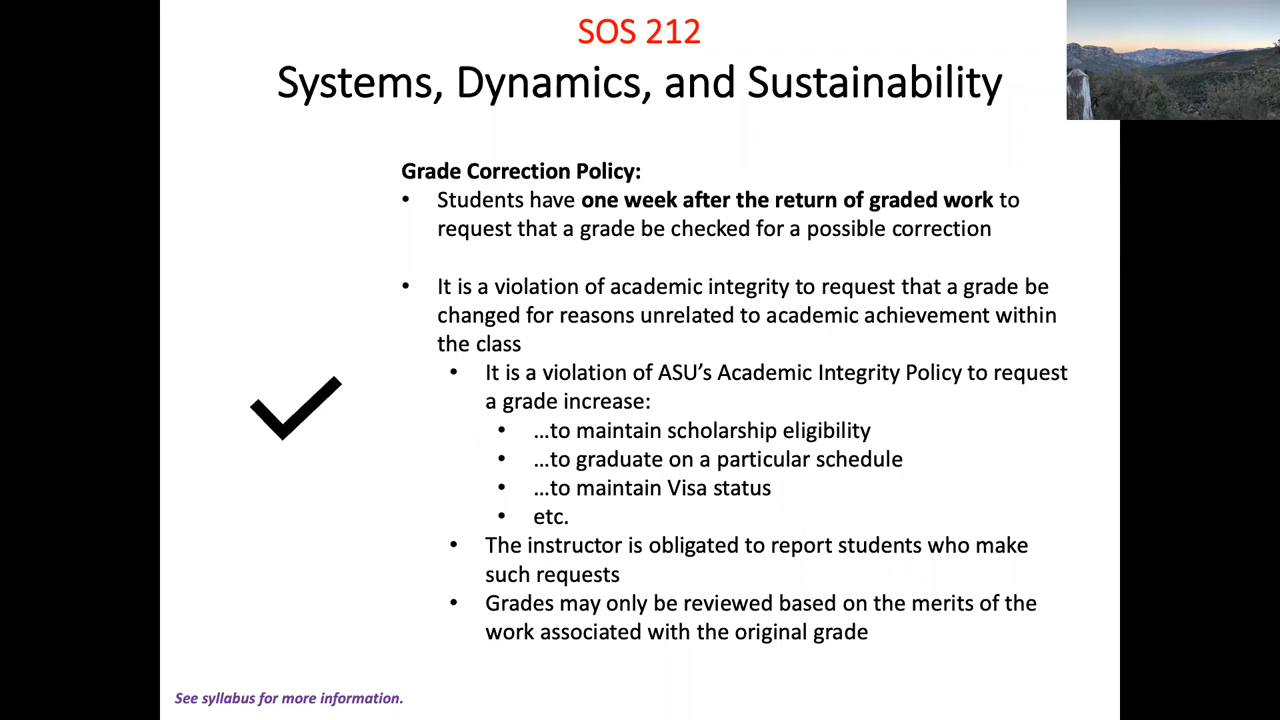 SOS 212
Systems, Dynamics, and Sustainability
Grade Correction Policy:
• Students have one week after the return of graded work to
request that a grade be checked for a possible correction
• It is a violation of academic integrity to request that a grade be
changed for reasons unrelated to academic achievement within
the class
• It is a violation of ASU’s Academic Integrity Policy to request
a grade increase:
• …to maintain scholarship eligibility
• …to graduate on a particular schedule
• …to maintain Visa status
• etc.
• The instructor is obligated to report students who make
such requests
• Grades may only be reviewed based on the merits of the
work associated with the original grade
See syllabus for more information.